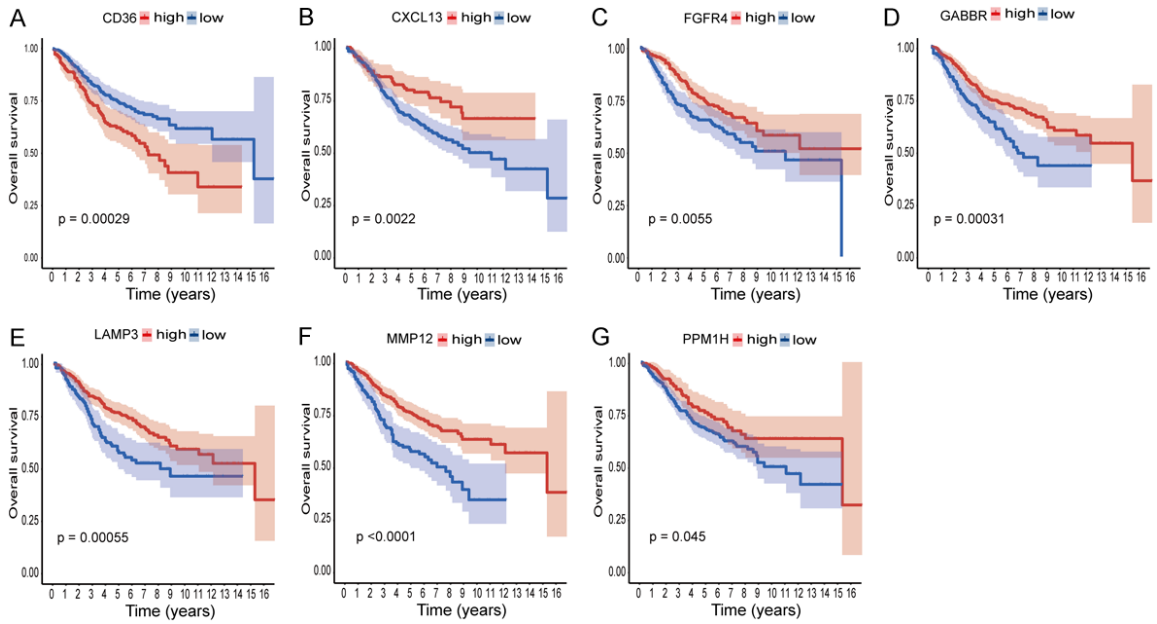 A CD36 high low
Overall survival
1.00
0.75
0.50
0.25
0.00
p = 0.00029
0 1 2 3 4 5 6 7 8 9 10 11 12 13 14 15 16
Time (years)
B CXCL13 high low
Overall survival
1.00
0.75
0.50
0.25
0.00
p = 0.0022
0 1 2 3 4 5 6 7 8 9 10 11 12 13 14 15 16
Time (years)
C FGFR4 high low
Overall survival
1.00
0.75
0.50
0.25
0.00
p = 0.0055
0 1 2 3 4 5 6 7 8 9 10 11 12 13 14 15 16
Time (years)
D GABBR high low
Overall survival
1.00
0.75
0.50
0.25
0.00
p = 0.00031
0 1 2 3 4 5 6 7 8 9 10 11 12 13 14 15 16
Time (years)
E LAMP3 high low
Overall survival
1.00
0.75
0.50
0.25
0.00
p = 0.00055
0 1 2 3 4 5 6 7 8 9 10 11 12 13 14 15 16
Time (years)
F MMP12 high low
Overall survival
1.00
0.75
0.50
0.25
0.00
p <0.0001
0 1 2 3 4 5 6 7 8 9 10 11 12 13 14 15 16
Time (years)
G PPM1H high low
Overall survival
1.00
0.75
0.50
0.25
0.00
p = 0.045
0 1 2 3 4 5 6 7 8 9 10 11 12 13 14 15 16
Time (years)